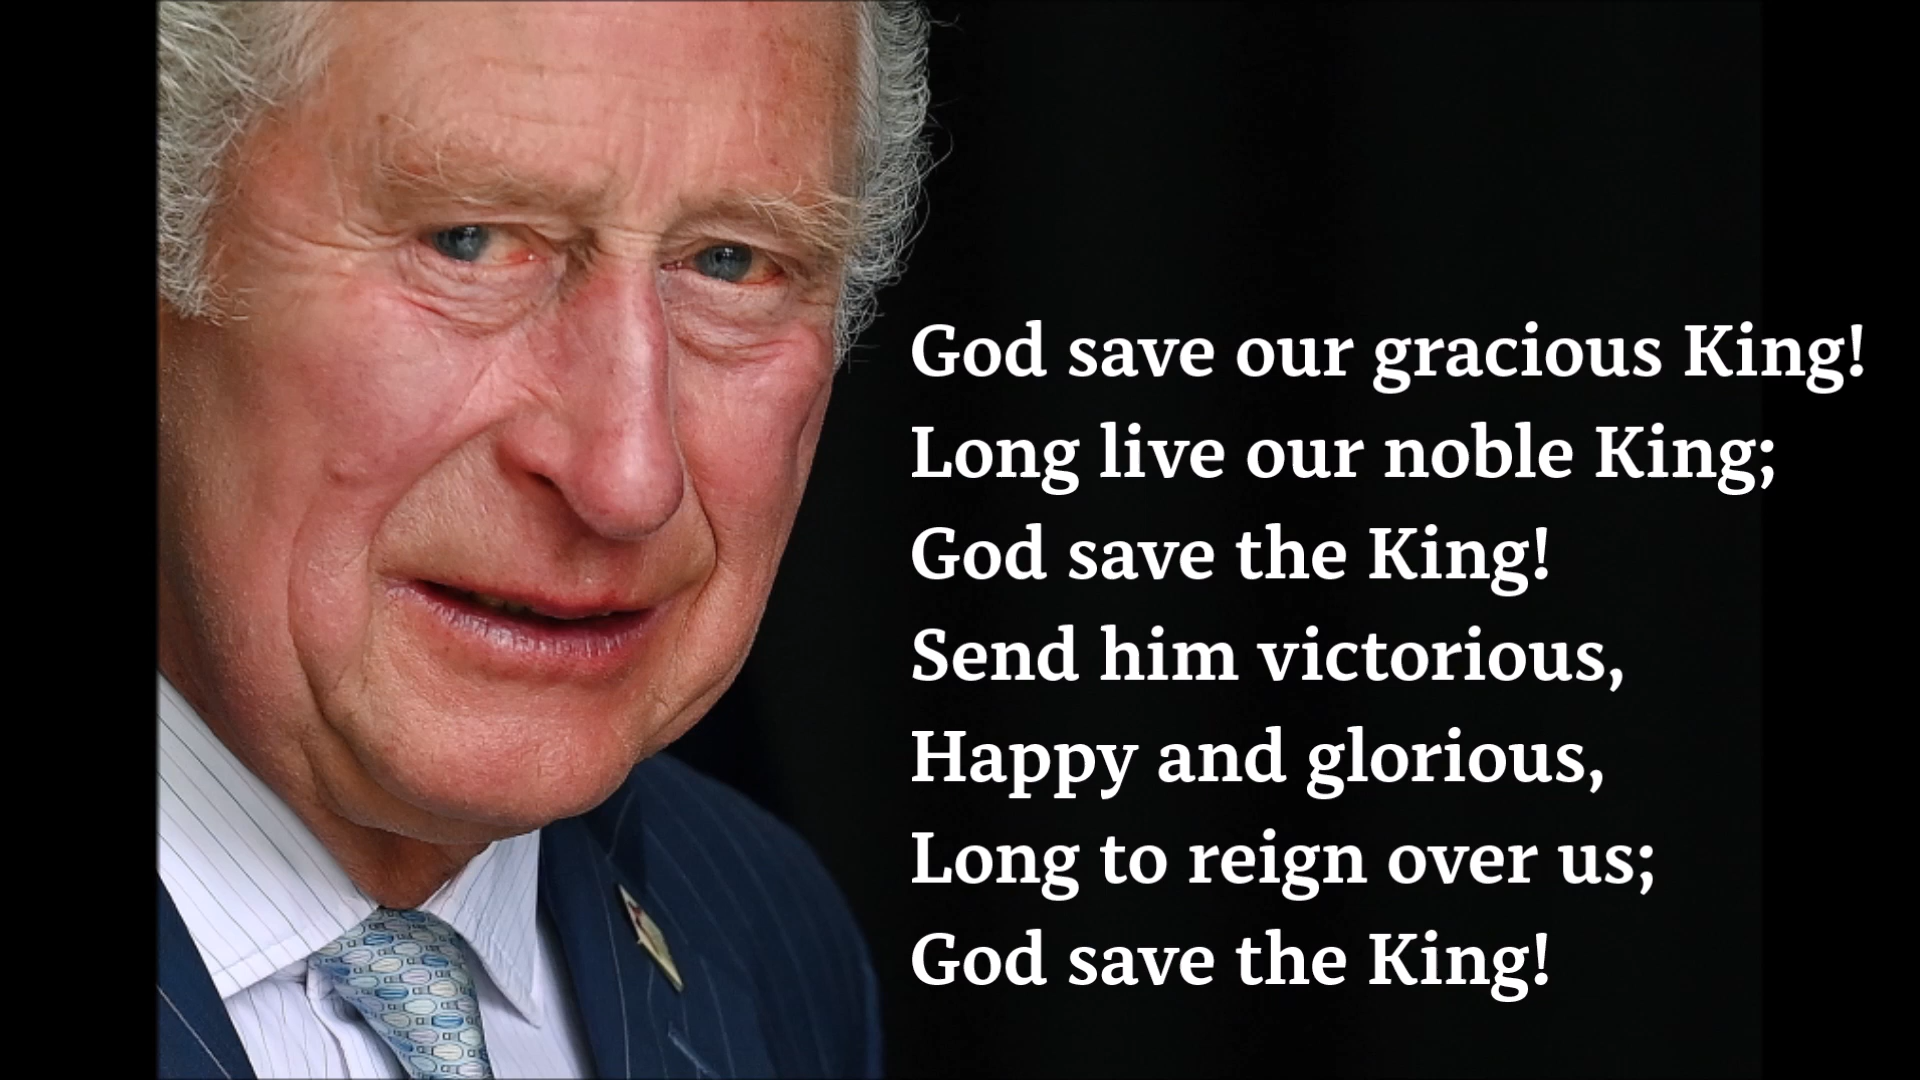 God save our gracious King!
Long live our noble King;
God save the King!
Send him victorious,
Happy and glorious,
Long to reign over us;
God save the King!